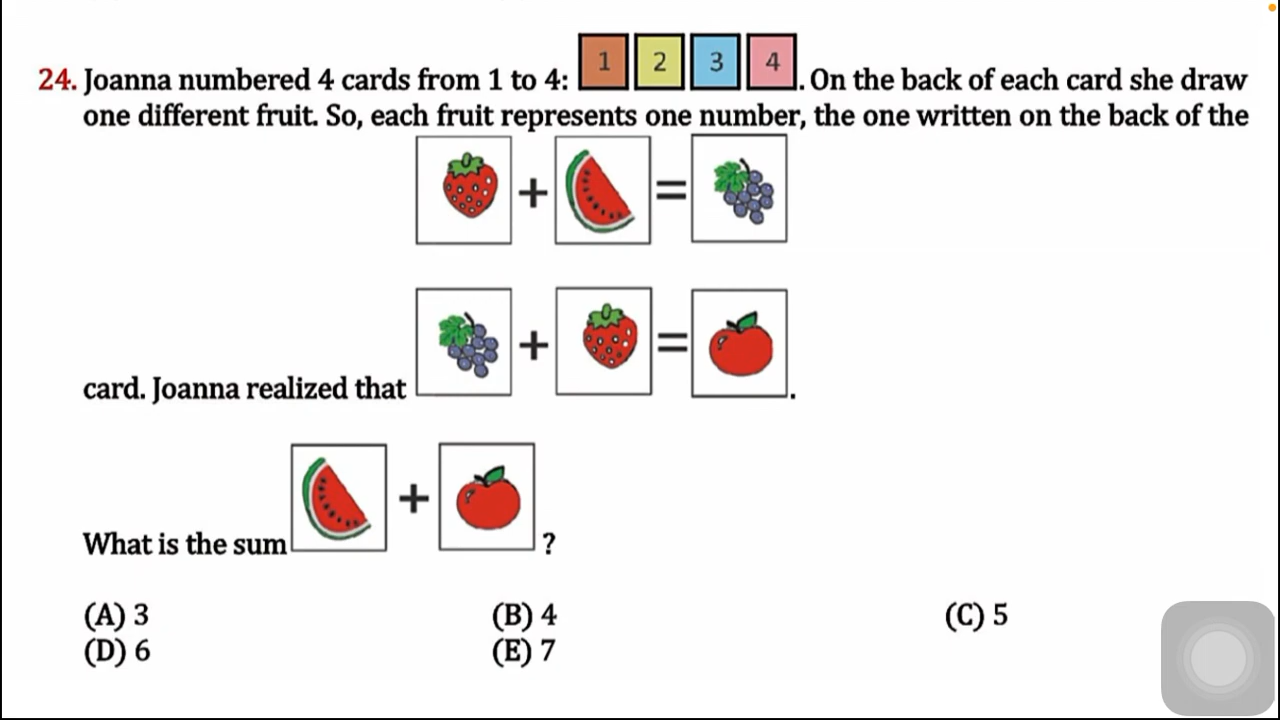 24. Joanna numbered 4 cards from 1 to 4: 1 2 3 4 . On the back of each card she draw
one different fruit. So, each fruit represents one number, the one written on the back of the
+ =
card. Joanna realized that + = .
What is the sum + ?
(A) 3 (B) 4 (C) 5
(D) 6 (E) 7